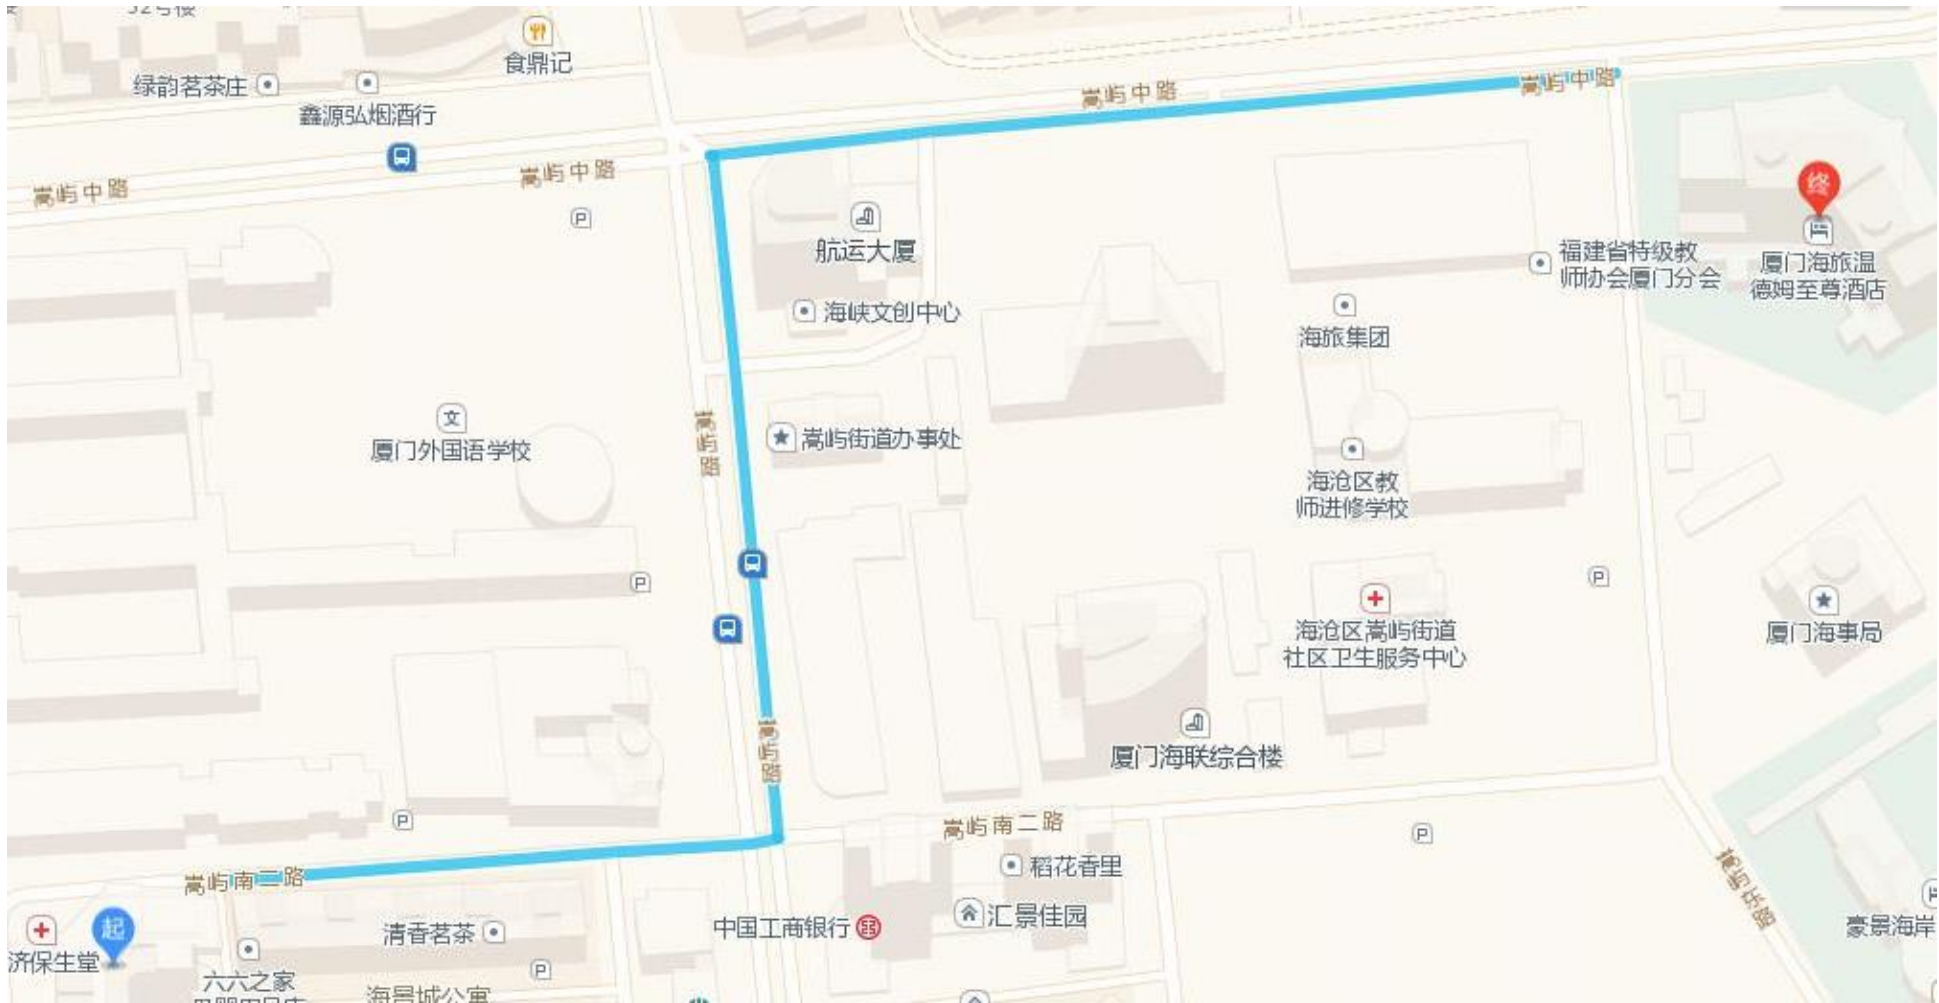 食鼎记
绿韵茗茶庄
鑫源弘烟酒行
嵩屿中路
嵩屿中路
嵩屿中路
嵩屿中路
P
终
航运大厦
福建省特级教
师协会厦门分会
厦门海旅温
德姆至尊酒店
海峡文创中心
海旅集团
文
厦门外国语学校
嵩屿路
嵩屿街道办事处
海沧区教
师进修学校
P
P
海沧区嵩屿街道
社区卫生服务中心
厦门海事局
嵩屿路
厦门海联综合楼
P
嵩屿南二路
P
嵩屿南二路
稻花香里
嵩屿东路
起
济保生堂
清香茗茶
中国工商银行
汇景佳园
豪景海岸
六六之家
P
海景城公寓